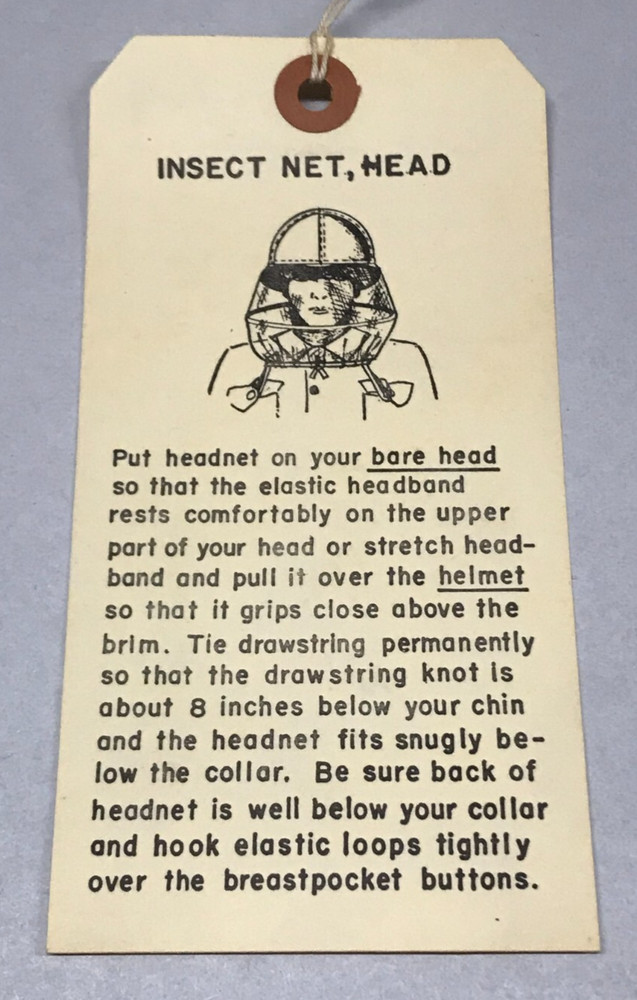 INSECT NET, HEAD
Put headnet on your bare head
so that the elastic headband
rests comfortably on the upper
part of your head or stretch head-
band and pull it over the helmet
so that it grips close above the
brim. Tie drawstring permanently
so that the drawstring knot is
about 8 inches below your chin
and the headnet fits snugly be-
low the collar. Be sure back of
headnet is well below your collar
and hook elastic loops tightly
over the breastpocket buttons.